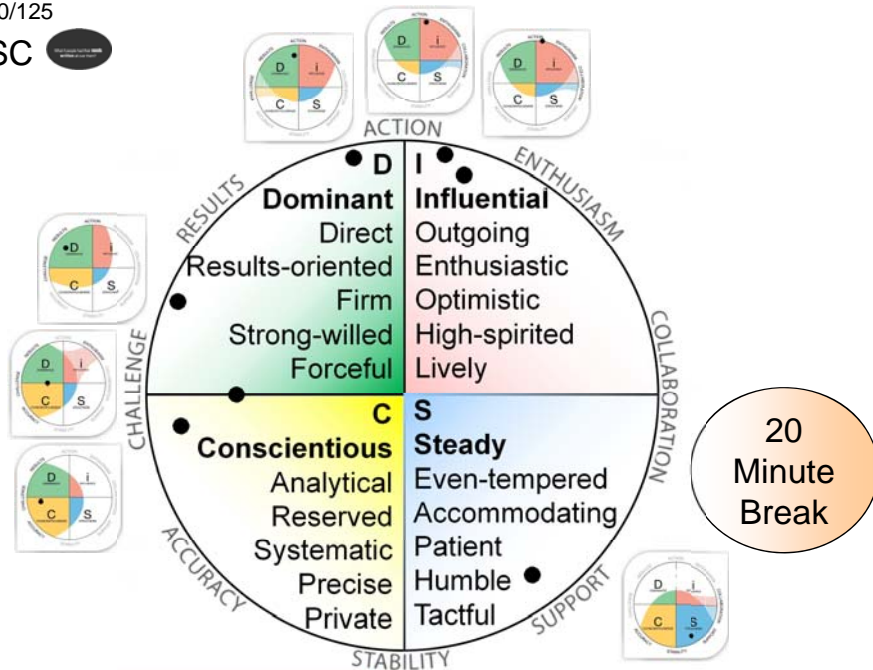 0/125
SC
ACTION
ENTHUSIASM
COLLABORATION
SUPPORT
STABILITY
ACCURACY
CHALLENGE
RESULTS
D
Dominant
Direct
Results-oriented
Firm
Strong-willed
Forceful
I
Influential
Outgoing
Enthusiastic
Optimistic
High-spirited
Lively
C
Conscientious
Analytical
Reserved
Systematic
Precise
Private
S
Steady
Even-tempered
Accommodating
Patient
Humble
Tactful
20
Minute
Break
D
i
C
S
D
i
C
S
D
i
C
S
D
i
C
S
D
i
C
S
D
i
C
S
D
i
C
S